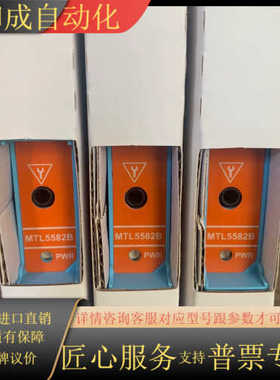 成自动化
MTL5582B
MTL5582B
MTL5582B
PWR
PWR
PWR
进口直销
有保障
详情咨询客服对应型号跟参数才可
牌议价
匠心服务 支持 普票专